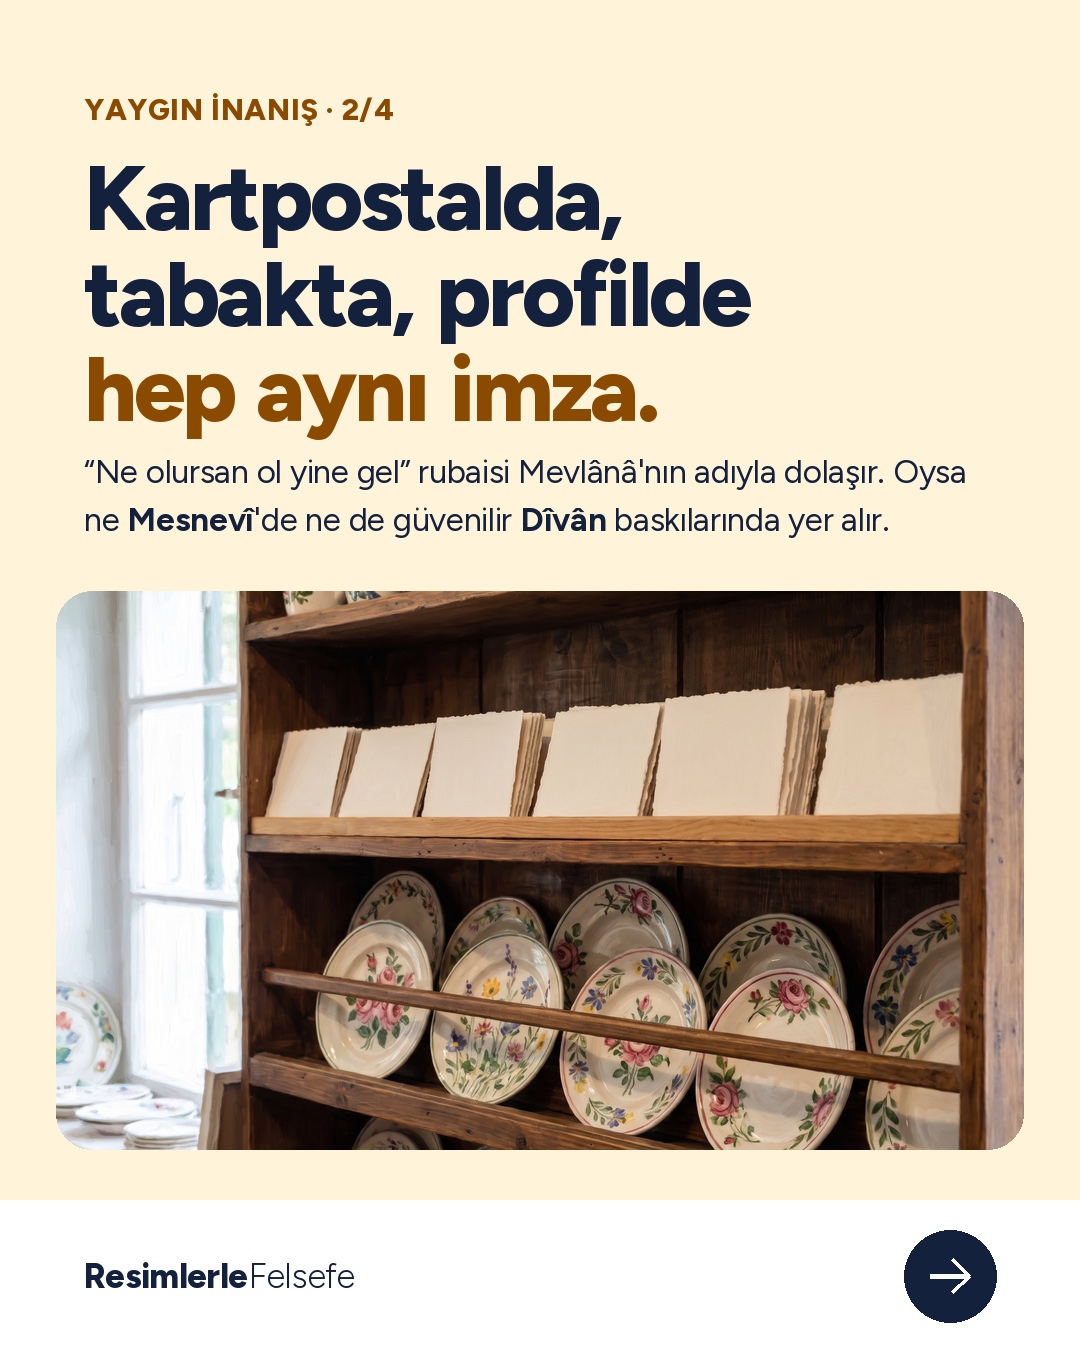 YAYGIN İNANIŞ · 2/4
Kartpostalda,
tabakta, profilde
hep aynı imza.
“Ne olursan ol yine gel” rubaisi Mevlânâ'nın adıyla dolaşır. Oysa
ne Mesnevî'de ne de güvenilir Dîvân baskılarında yer alır.
ResimlerleFelsefe